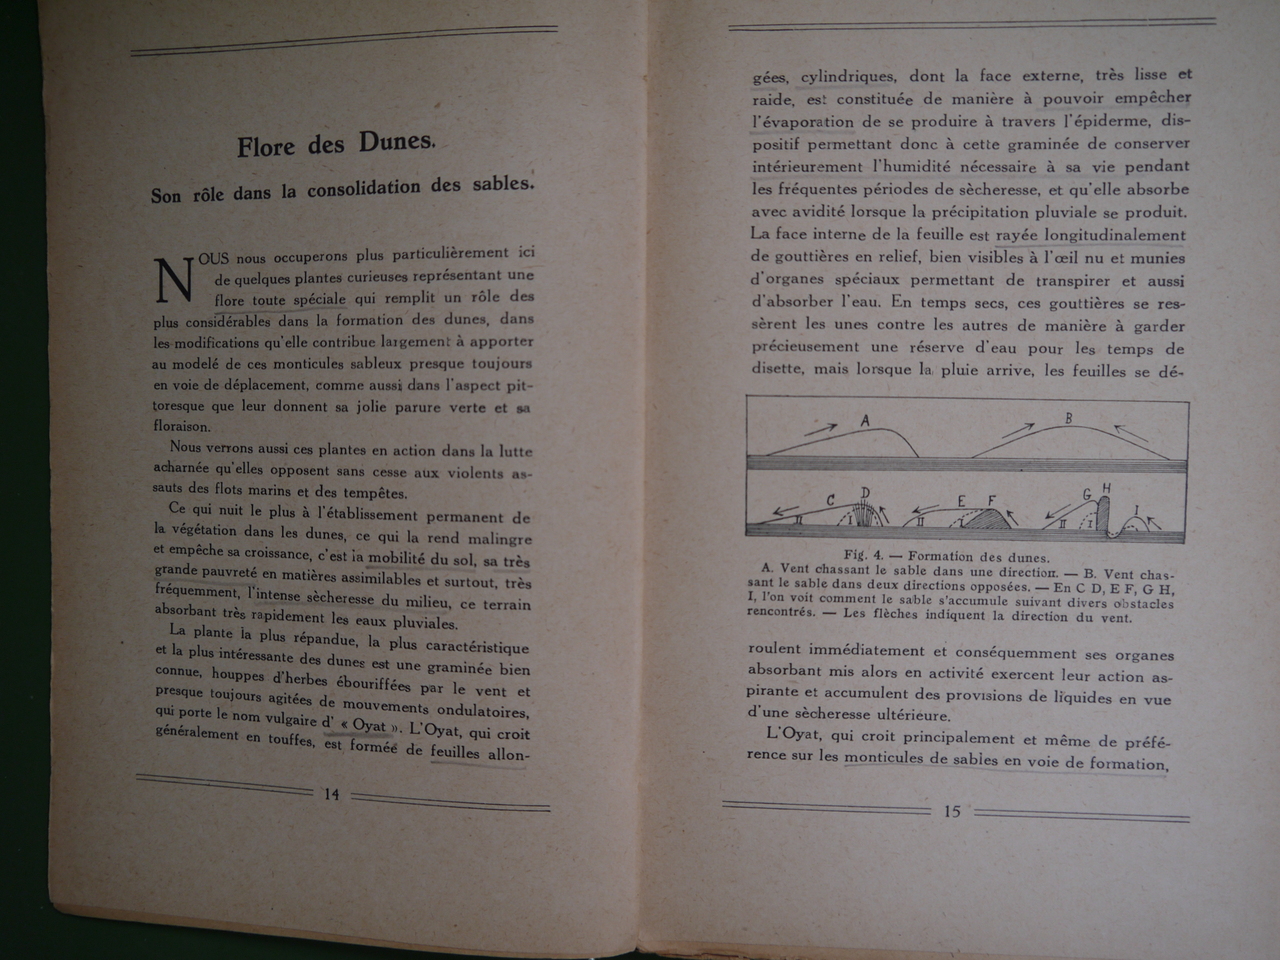 Flore des Dunes.
Son rôle dans la consolidation des sables.
NOUS nous occuperons plus particulièrement ici
de quelques plantes curieuses représentant une
flore toute spéciale qui remplit un rôle des
plus considérables dans la formation des dunes, dans
les modifications qu'elle contribue largement à apporter
au modelé de ces monticules sableux presque toujours
en voie de déplacement, comme aussi dans l'aspect pit-
toresque que leur donnent sa jolie parure verte et sa
floraison.
Nous verrons aussi ces plantes en action dans la lutte
acharnée qu'elles opposent sans cesse aux violents as-
sauts des flots marins et des tempêtes.
Ce qui nuit le plus à l'établissement permanent de
la végétation dans les dunes, ce qui la rend malingre
et empêche sa croissance, c'est la mobilité du sol, sa très
grande pauvreté en matières assimilables et surtout, très
fréquemment, l'intense sècheresse du milieu, ce terrain
absorbant très rapidement les eaux pluviales.
La plante la plus répandue, la plus caractéristique
et la plus intéressante des dunes est une graminée bien
connue, houppes d'herbes ébouriffées par le vent et
presque toujours agitées de mouvements ondulatoires,
qui porte le nom vulgaire d' « Oyat ». L'Oyat, qui croit
généralement en touffes, est formée de feuilles allon-
14
gées, cylindriques, dont la face externe, très lisse et
raide, est constituée de manière à pouvoir empêcher
l'évaporation de se produire à travers l'épiderme, dis-
positif permettant donc à cette graminée de conserver
intérieurement l'humidité nécessaire à sa vie pendant
les fréquentes périodes de sècheresse, et qu'elle absorbe
avec avidité lorsque la précipitation pluviale se produit.
La face interne de la feuille est rayée longitudinalement
de gouttières en relief, bien visibles à l'œil nu et munies
d'organes spéciaux permettant de transpirer et aussi
d'absorber l'eau. En temps secs, ces gouttières se res-
sèrent les unes contre les autres de manière à garder
précieusement une réserve d'eau pour les temps de
disette, mais lorsque la pluie arrive, les feuilles se dé-
A B
C D E F G H I
II I II I II I
Fig. 4. — Formation des dunes.
A. Vent chassant le sable dans une direction. — B. Vent chas-
sant le sable dans deux directions opposées. — En C D, E F, G H,
I, l'on voit comment le sable s'accumule suivant divers obstacles
rencontrés. — Les flèches indiquent la direction du vent.
roulent immédiatement et conséquemment ses organes
absorbant mis alors en activité exercent leur action as-
pirante et accumulent des provisions de liquides en vue
d'une sècheresse ultérieure.
L'Oyat, qui croit principalement et même de préfé-
rence sur les monticules de sables en voie de formation,
15